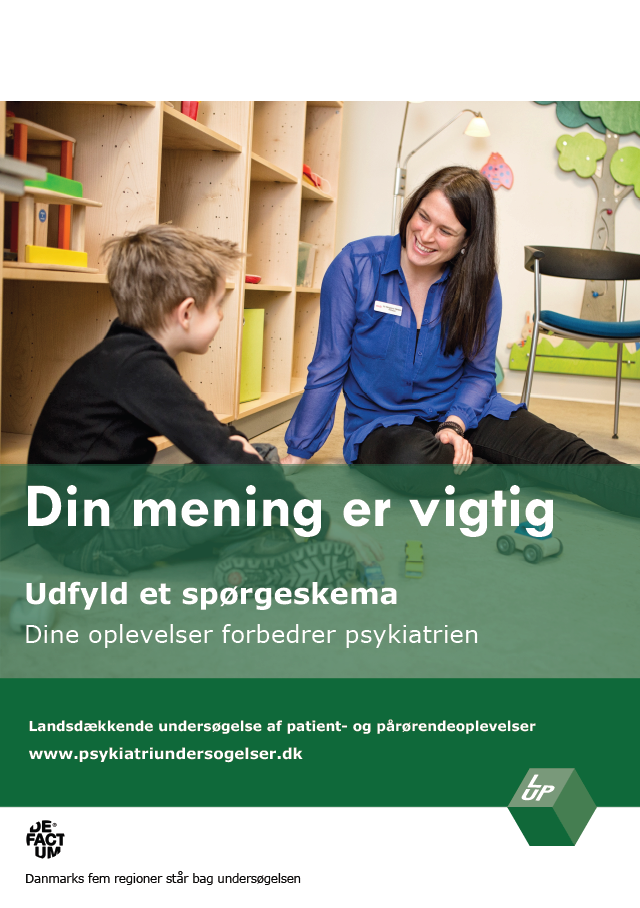 Din mening er vigtig
Udfyld et spørgeskema
Dine oplevelser forbedrer psykiatrien
Landsdækkende undersøgelse af patient- og pårørendeoplevelser
www.psykiatriundersogelser.dk
L
UP
DE
FACT
UM
Danmarks fem regioner står bag undersøgelsen